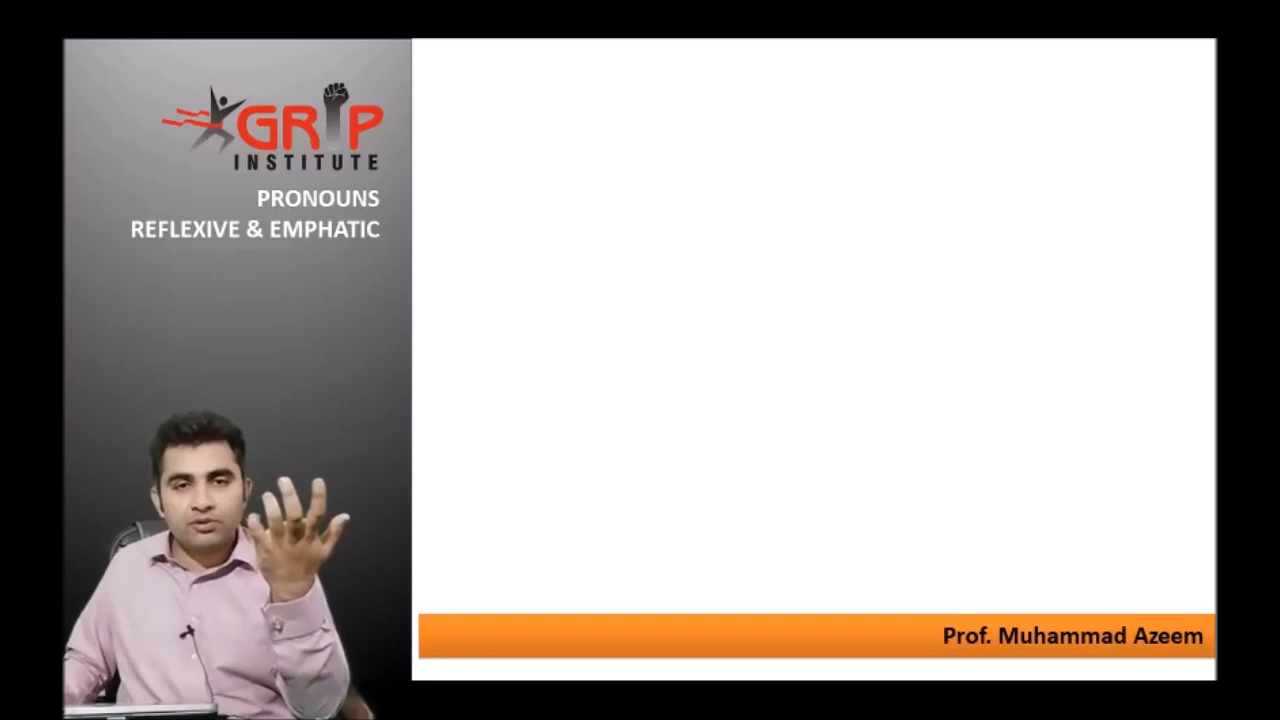 GRIP
INSTITUTE
PRONOUNS
REFLEXIVE & EMPHATIC
Prof. Muhammad Azeem